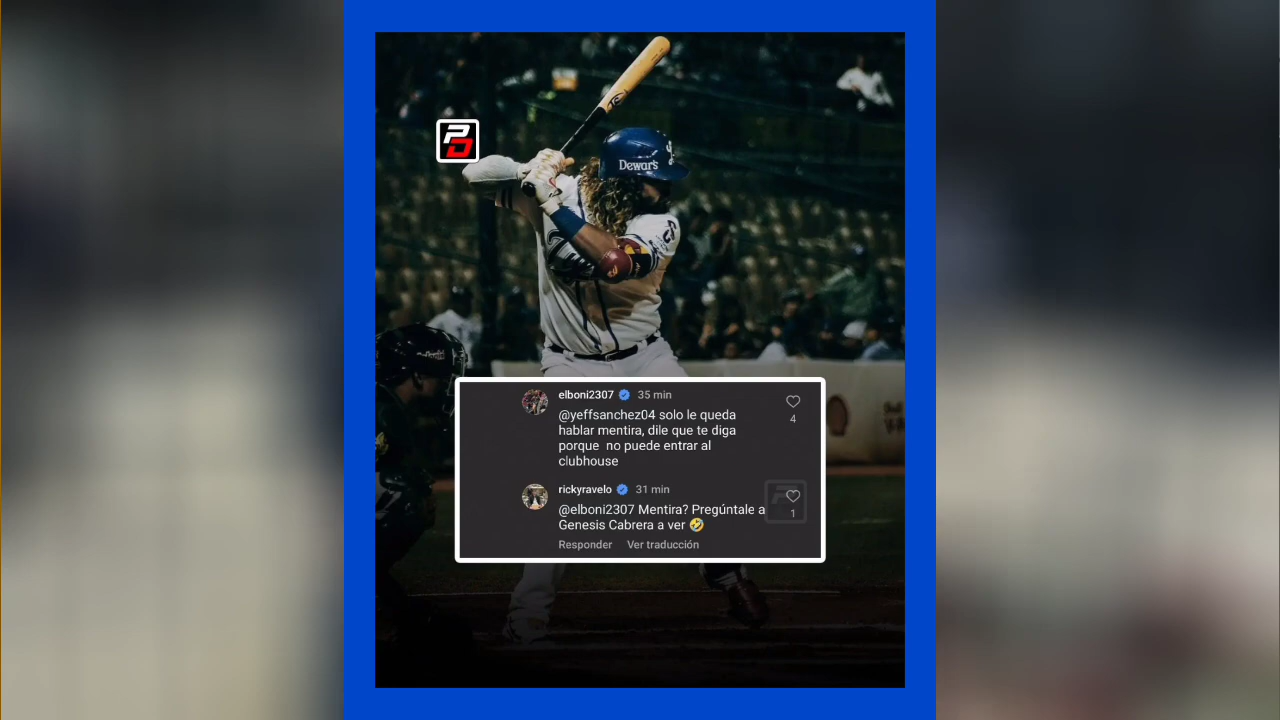 PD
Dewar's
elboni2307 35 min
@yeffsanchez04 solo le queda
hablar mentira, dile que te diga
porque  no puede entrar al
clubhouse
4
rickyravelo 31 min
@elboni2307 Mentira? Pregúntale a
Genesis Cabrera a ver 🤣
1
Responder Ver traducción